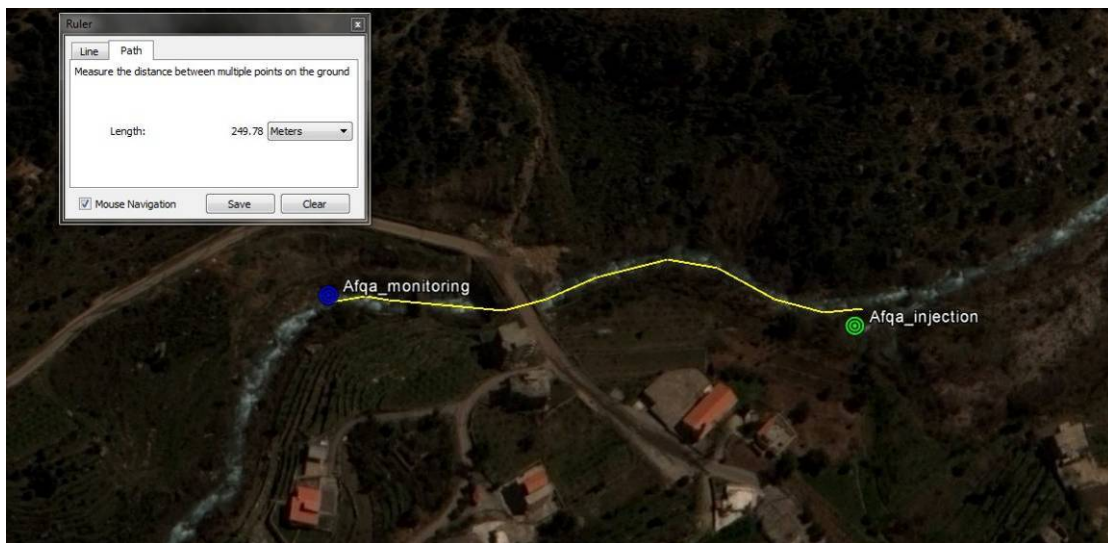 Ruler
Line Path
Measure the distance between multiple points on the ground
Length: 249.78 Meters
Mouse Navigation Save Clear
Afqa_monitoring
Afqa_injection